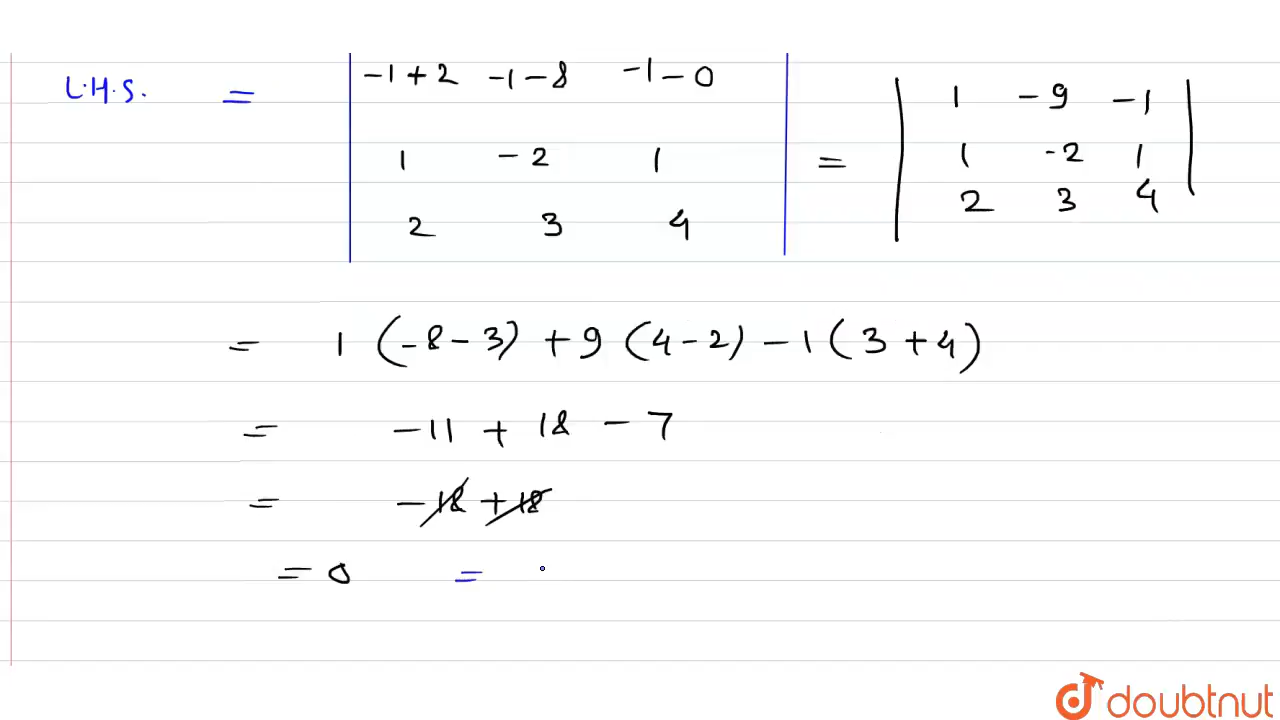 L.H.S. = | -1+2 -1-8 -1-0 |
| 1 -2 1 | =
| 2 3 4 |
| 1 -9 -1 |
| 1 -2 1 |
| 2 3 4 |
= 1 (-8-3) +9 (4-2) -1 (3+4)
= -11 + 18 - 7
= -18 +18
= 0 =
doubtnut